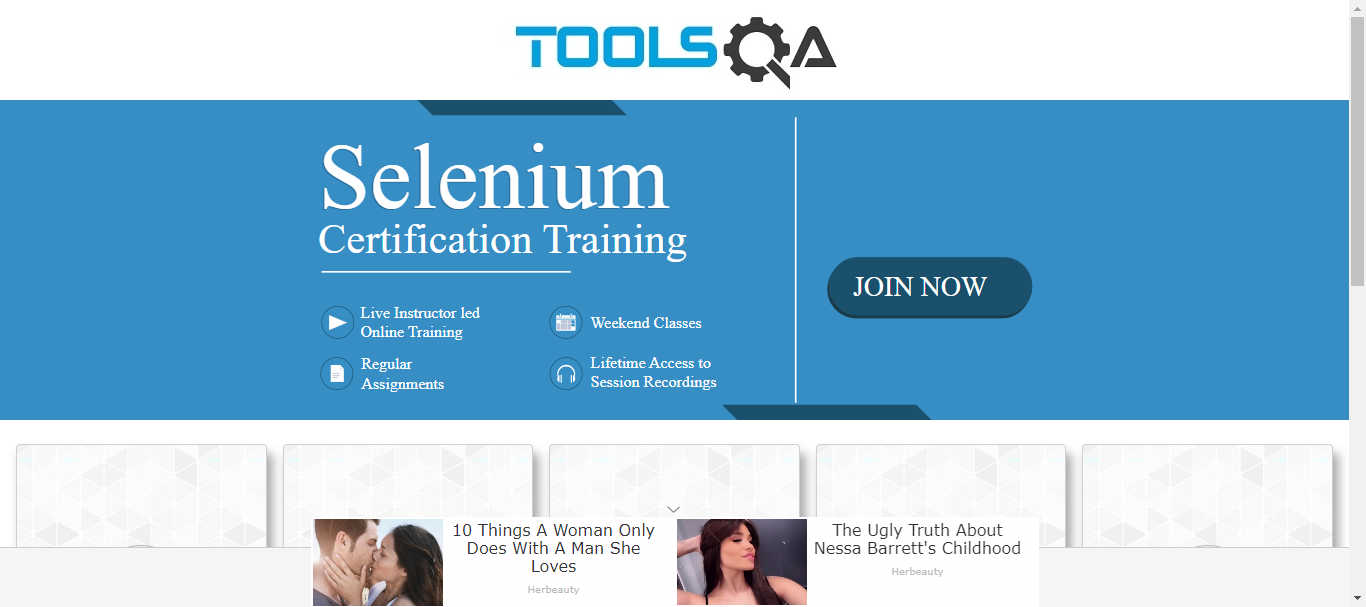 TOOLSQA
Selenium
Certification Training
Live Instructor led
Online Training
Weekend Classes
Regular
Assignments
Lifetime Access to
Session Recordings
JOIN NOW
10 Things A Woman Only
Does With A Man She
Loves
Herbeauty
The Ugly Truth About
Nessa Barrett's Childhood
Herbeauty